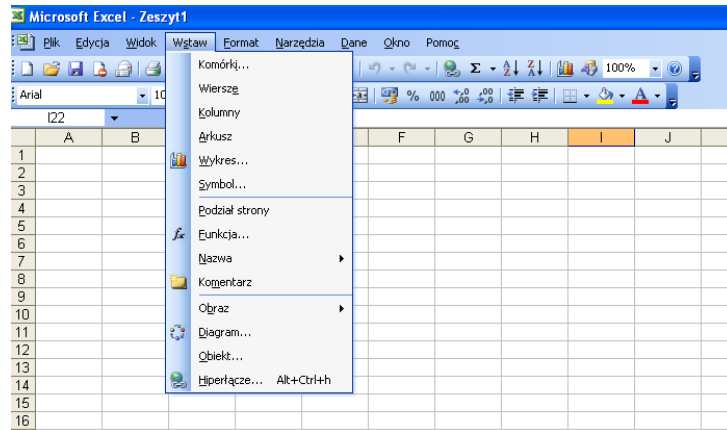 Microsoft Excel - Zeszyt1
Plik Edycja Widok Wstaw Format Narzędzia Dane Okno Pomoc
100%
Arial 10 % 000
I22
A B F G H I J
Komórki...
Wiersze
Kolumny
Arkusz
Wykres...
Symbol...
Podział strony
Funkcja...
Nazwa
Komentarz
Obraz
Diagram...
Obiekt...
Hiperłącze... Alt+Ctrl+h
1
2
3
4
5
6
7
8
9
10
11
12
13
14
15
16